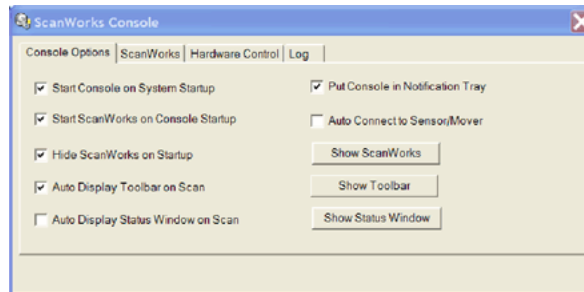 ScanWorks Console
Console Options ScanWorks Hardware Control Log
Start Console on System Startup
Put Console in Notification Tray
Start ScanWorks on Console Startup
Auto Connect to Sensor/Mover
Hide ScanWorks on Startup
Show ScanWorks
Auto Display Toolbar on Scan
Show Toolbar
Auto Display Status Window on Scan
Show Status Window